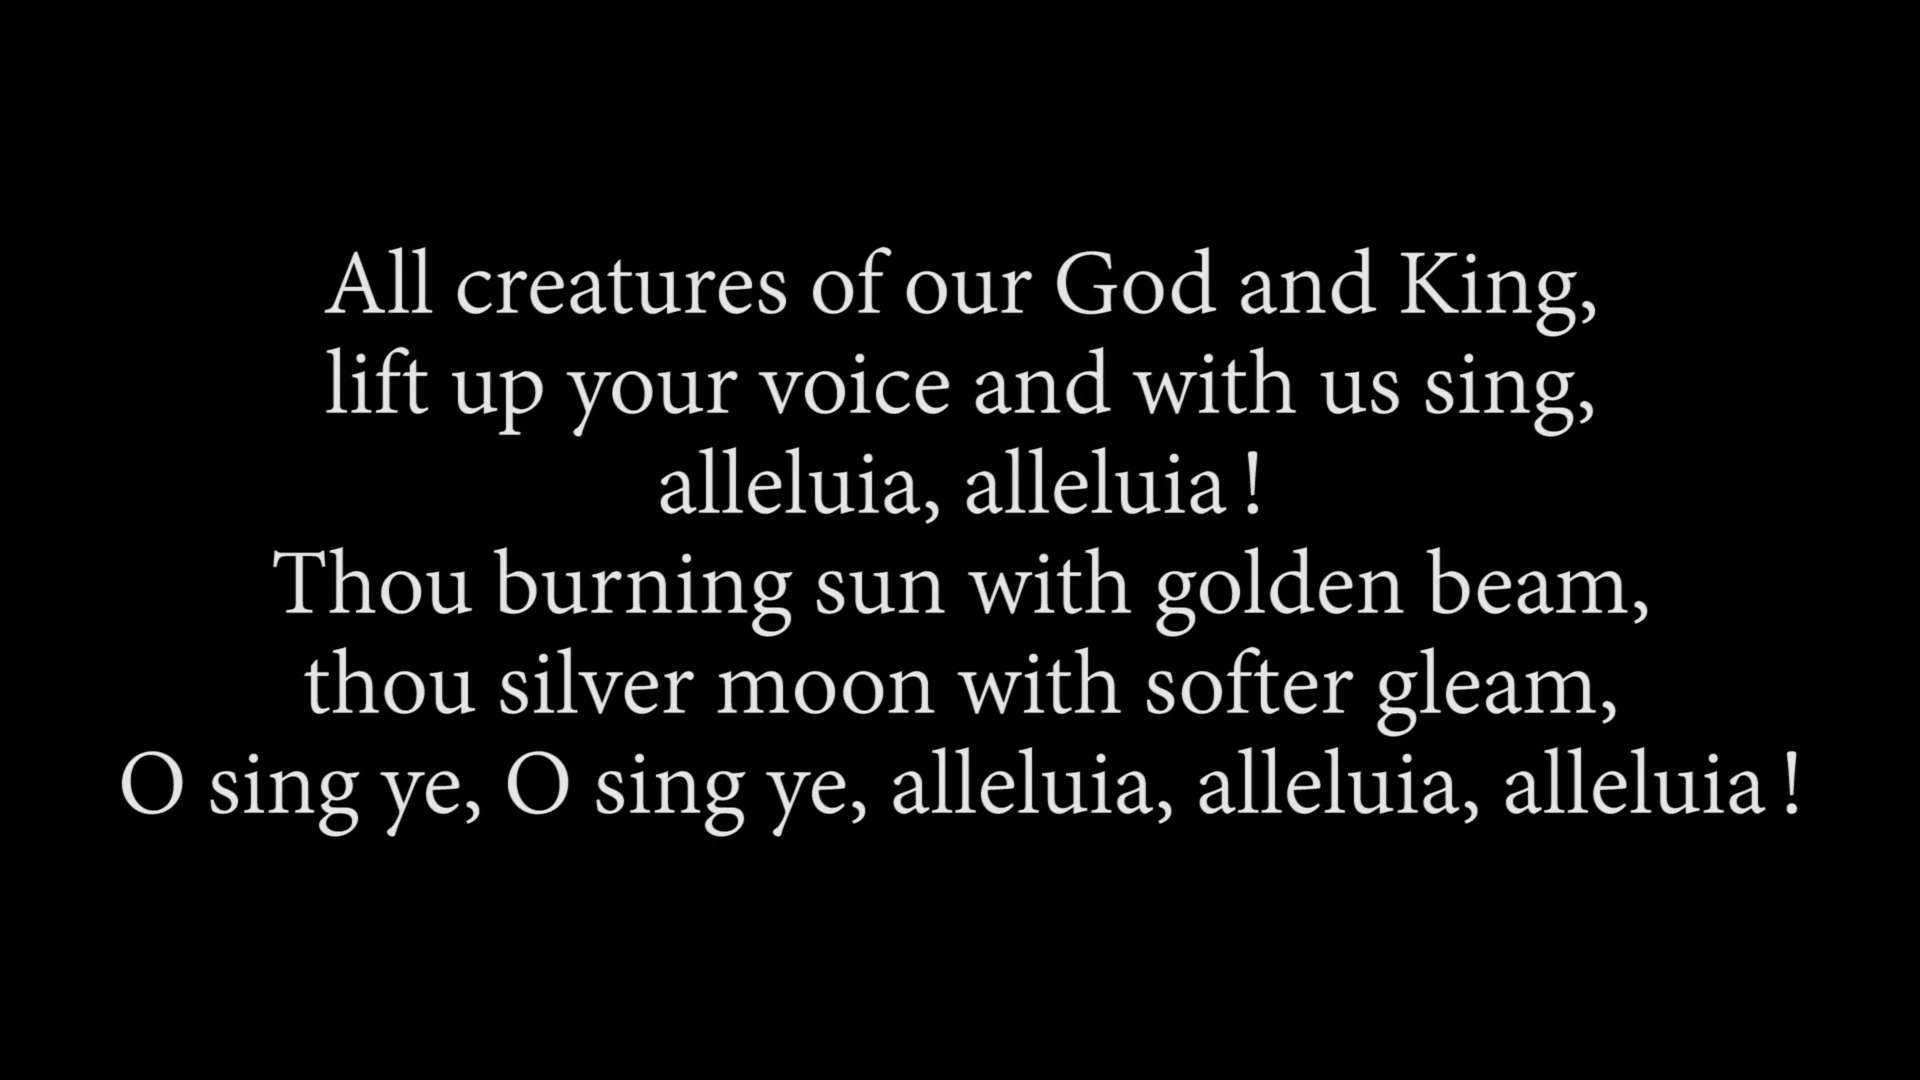 All creatures of our God and King,
lift up your voice and with us sing,
alleluia, alleluia !
Thou burning sun with golden beam,
thou silver moon with softer gleam,
O sing ye, O sing ye, alleluia, alleluia, alleluia !